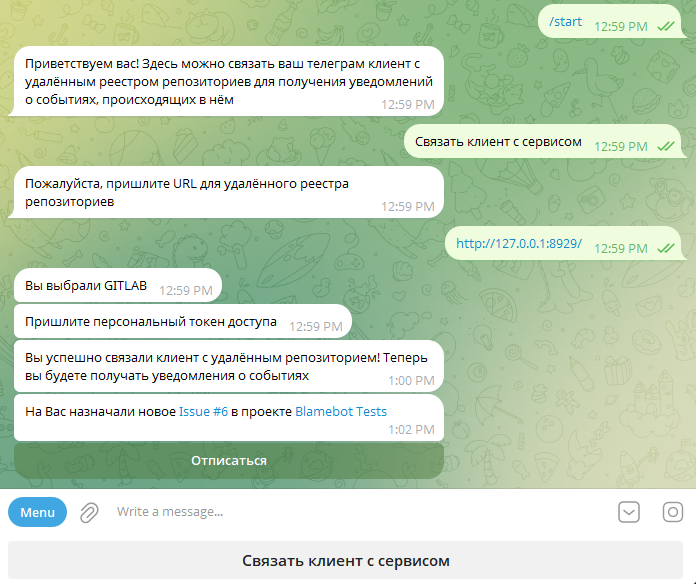 /start 12:59 PM
Приветствуем вас! Здесь можно связать ваш телеграм клиент с
удалённым реестром репозиториев для получения уведомлений
о событиях, происходящих в нём
12:59 PM
Связать клиент с сервисом 12:59 PM
Пожалуйста, пришлите URL для удалённого реестра
репозиториев 12:59 PM
http://127.0.0.1:8929/ 12:59 PM
Вы выбрали GITLAB 12:59 PM
Пришлите персональный токен доступа 12:59 PM
Вы успешно связали клиент с удалённым репозиторием! Теперь
вы будете получать уведомления о событиях 1:00 PM
На Вас назначали новое Issue #6 в проекте Blamebot Tests
1:02 PM
Отписаться
Menu Write a message...
Связать клиент с сервисом